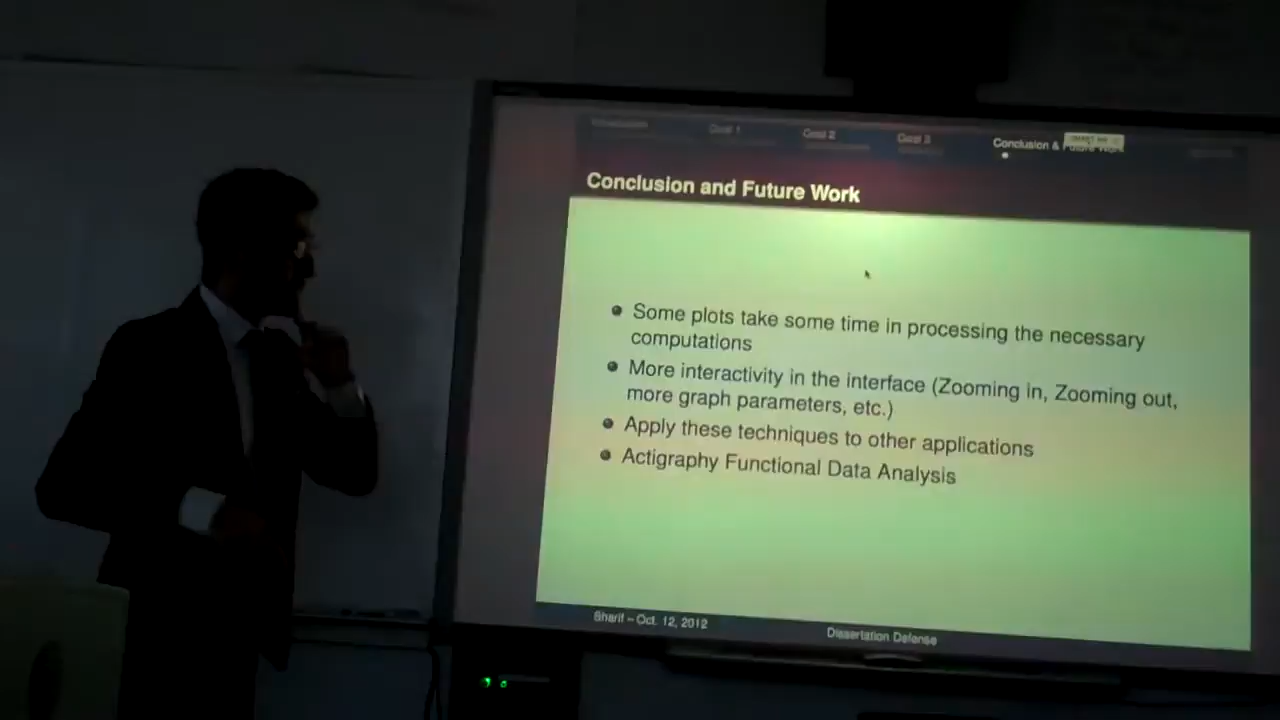 Goal 1
Goal 2
Goal 3
Conclusion & Future Work
Conclusion and Future Work
Some plots take some time in processing the necessary
computations
More interactivity in the interface (Zooming in, Zooming out,
more graph parameters, etc.)
Apply these techniques to other applications
Actigraphy Functional Data Analysis
Sharif – Oct. 12, 2012
Dissertation Defense